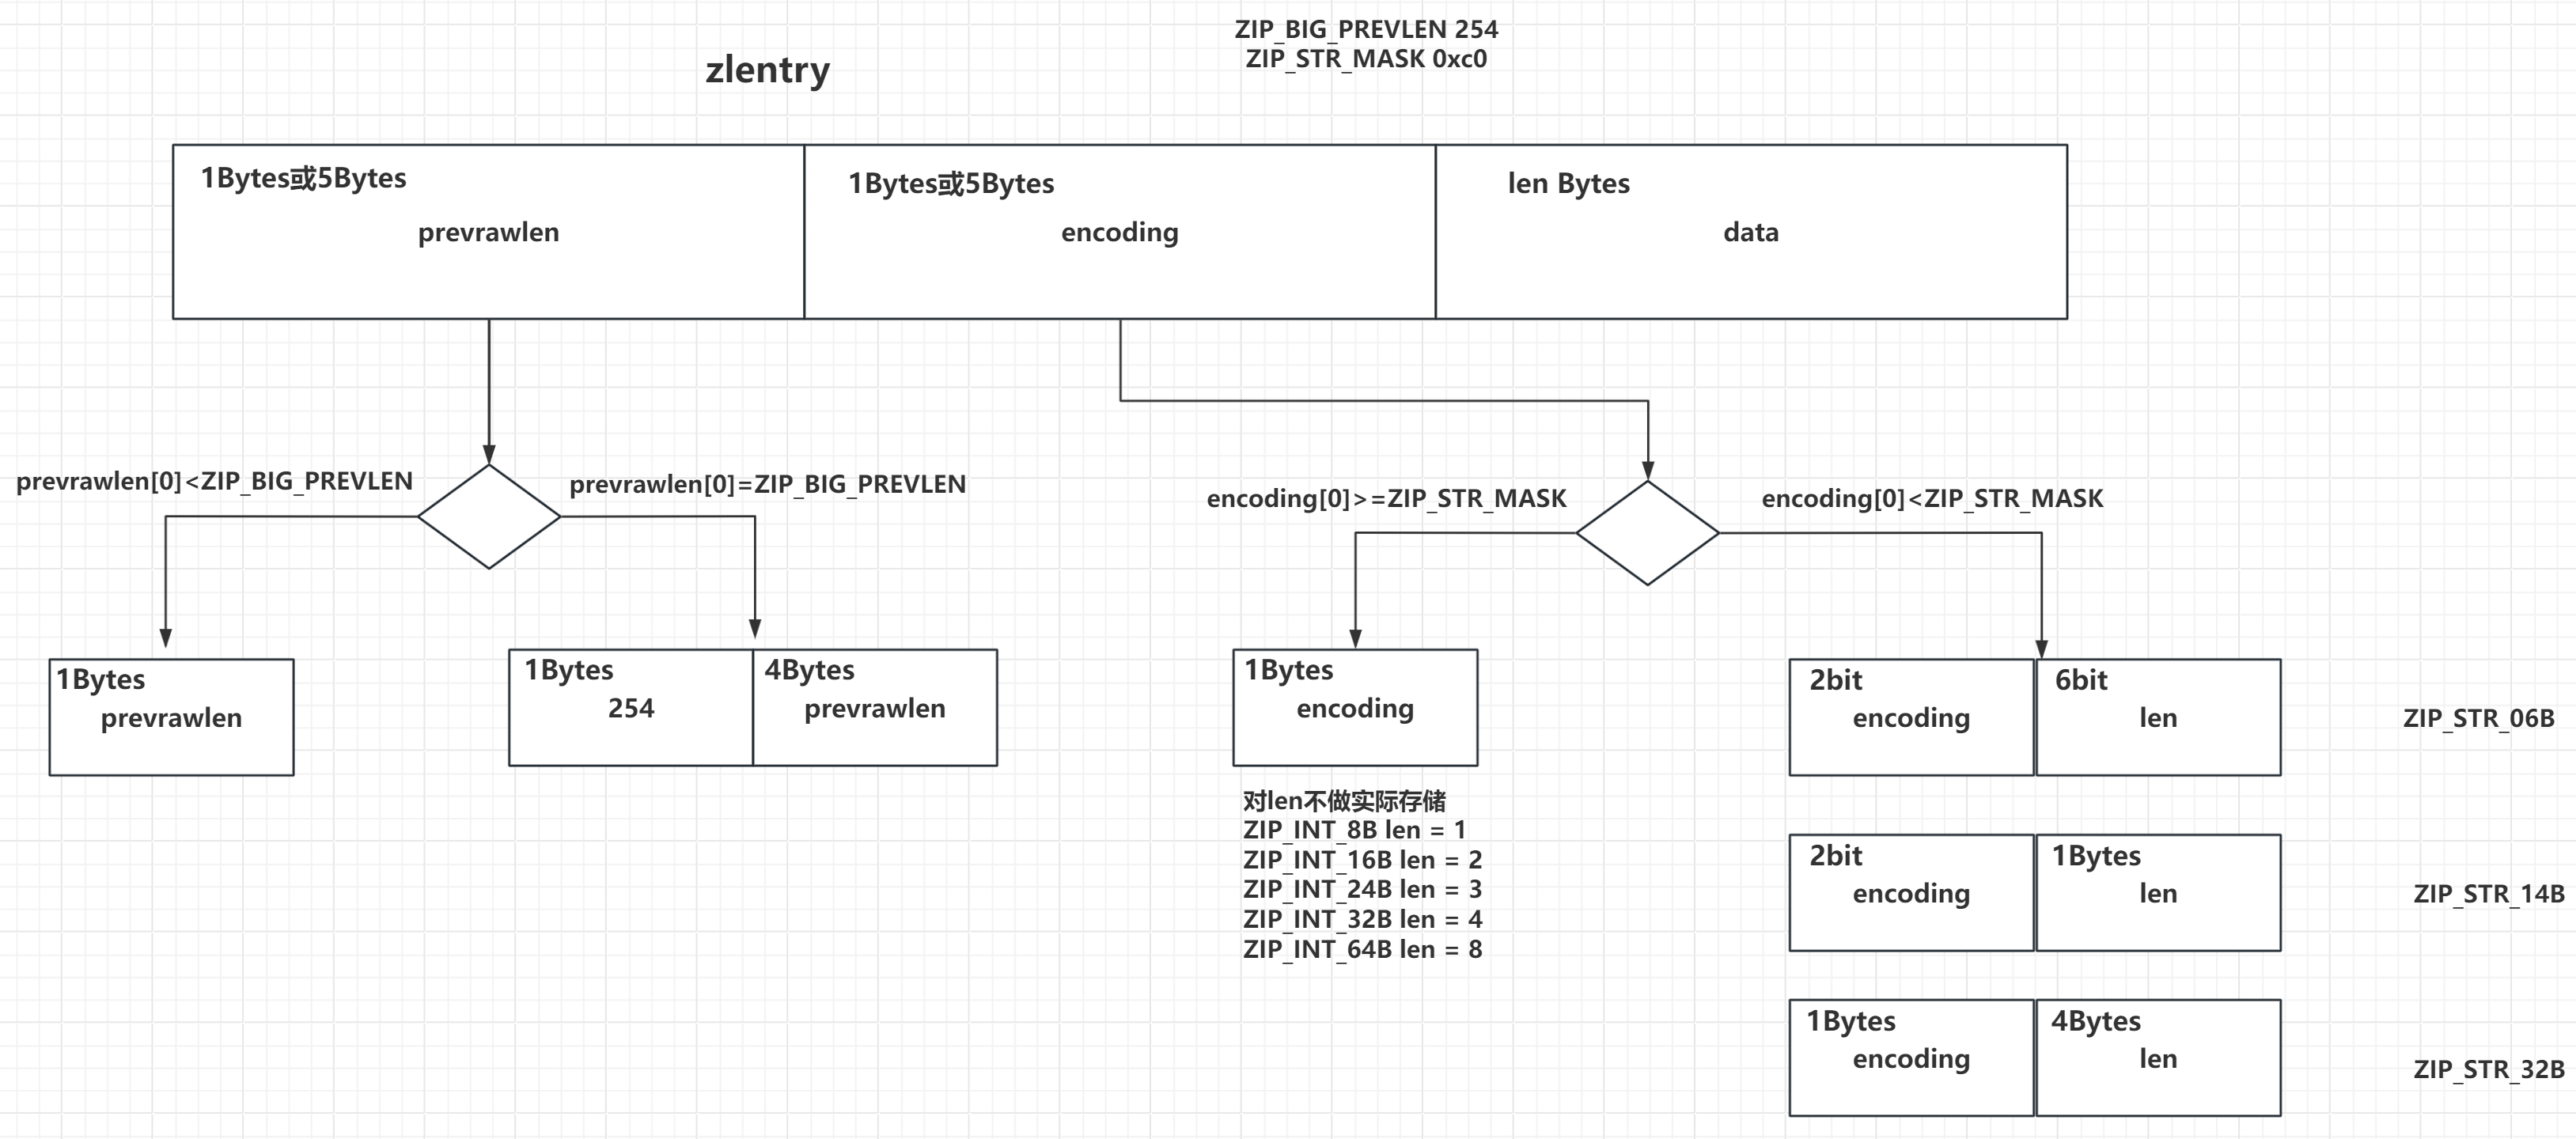 ZIP_BIG_PREVLEN 254
ZIP_STR_MASK 0xc0
zlentry
1Bytes或5Bytes
prevrawlen
1Bytes或5Bytes
encoding
len Bytes
data
prevrawlen[0]<ZIP_BIG_PREVLEN
prevrawlen[0]=ZIP_BIG_PREVLEN
encoding[0]>=ZIP_STR_MASK
encoding[0]<ZIP_STR_MASK
1Bytes
prevrawlen
1Bytes
254
4Bytes
prevrawlen
1Bytes
encoding
对len不做实际存储
ZIP_INT_8B len = 1
ZIP_INT_16B len = 2
ZIP_INT_24B len = 3
ZIP_INT_32B len = 4
ZIP_INT_64B len = 8
2bit
encoding
6bit
len
ZIP_STR_06B
2bit
encoding
1Bytes
len
ZIP_STR_14B
1Bytes
encoding
4Bytes
len
ZIP_STR_32B